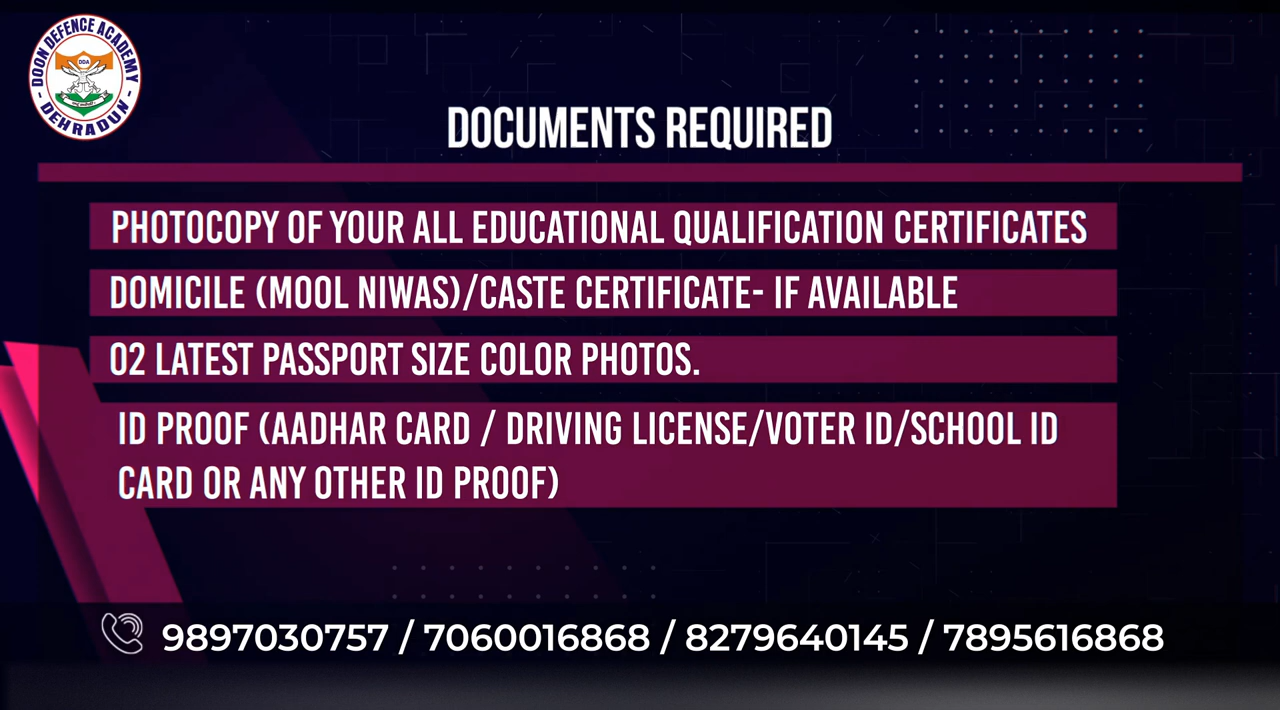 DOON DEFENCE ACADEMY
DDA
- DEHRADUN -
DOCUMENTS REQUIRED
PHOTOCOPY OF YOUR ALL EDUCATIONAL QUALIFICATION CERTIFICATES
DOMICILE (MOOL NIWAS)/CASTE CERTIFICATE- IF AVAILABLE
02 LATEST PASSPORT SIZE COLOR PHOTOS.
ID PROOF (AADHAR CARD / DRIVING LICENSE/VOTER ID/SCHOOL ID
CARD OR ANY OTHER ID PROOF)
9897030757 / 7060016868 / 8279640145 / 7895616868